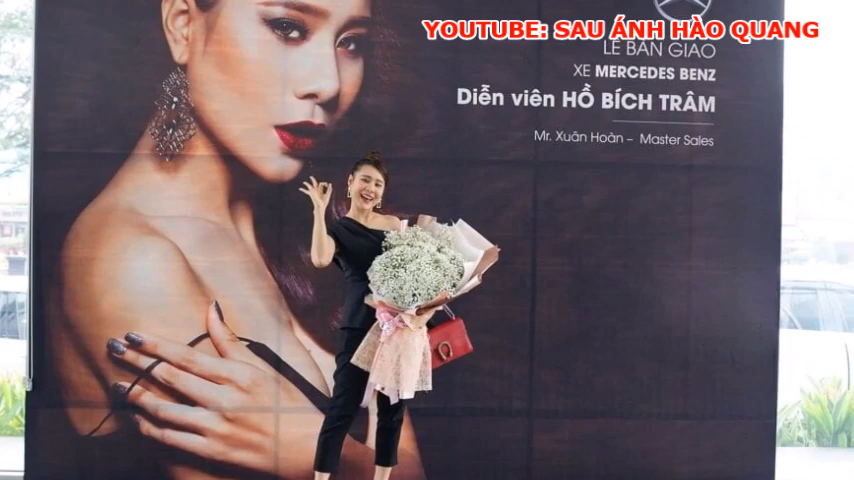 YOUTUBE: SAU ÁNH HÀO QUANG
LỄ BÀN GIAO
XE MERCEDES BENZ
Diễn viên HỒ BÍCH TRÂM
Mr. Xuân Hoàn – Master Sales